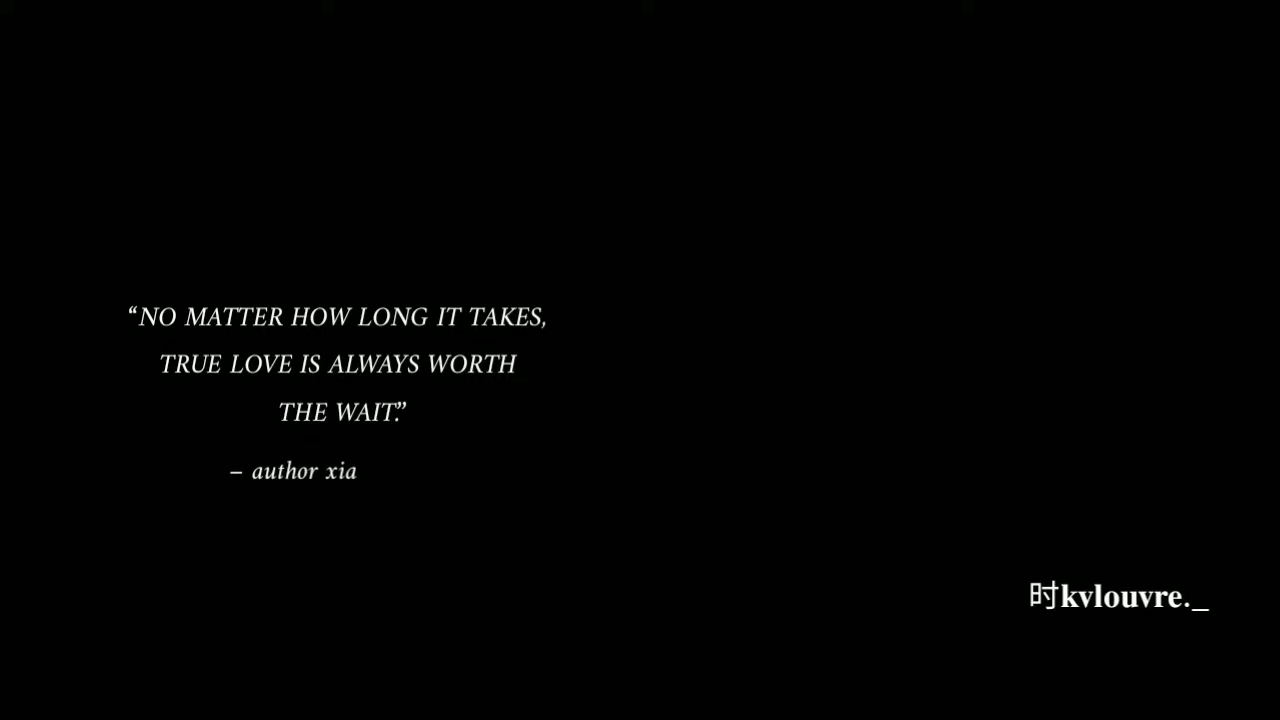 “NO MATTER HOW LONG IT TAKES,
TRUE LOVE IS ALWAYS WORTH
THE WAIT.”
– author xia
时kvlouvre._